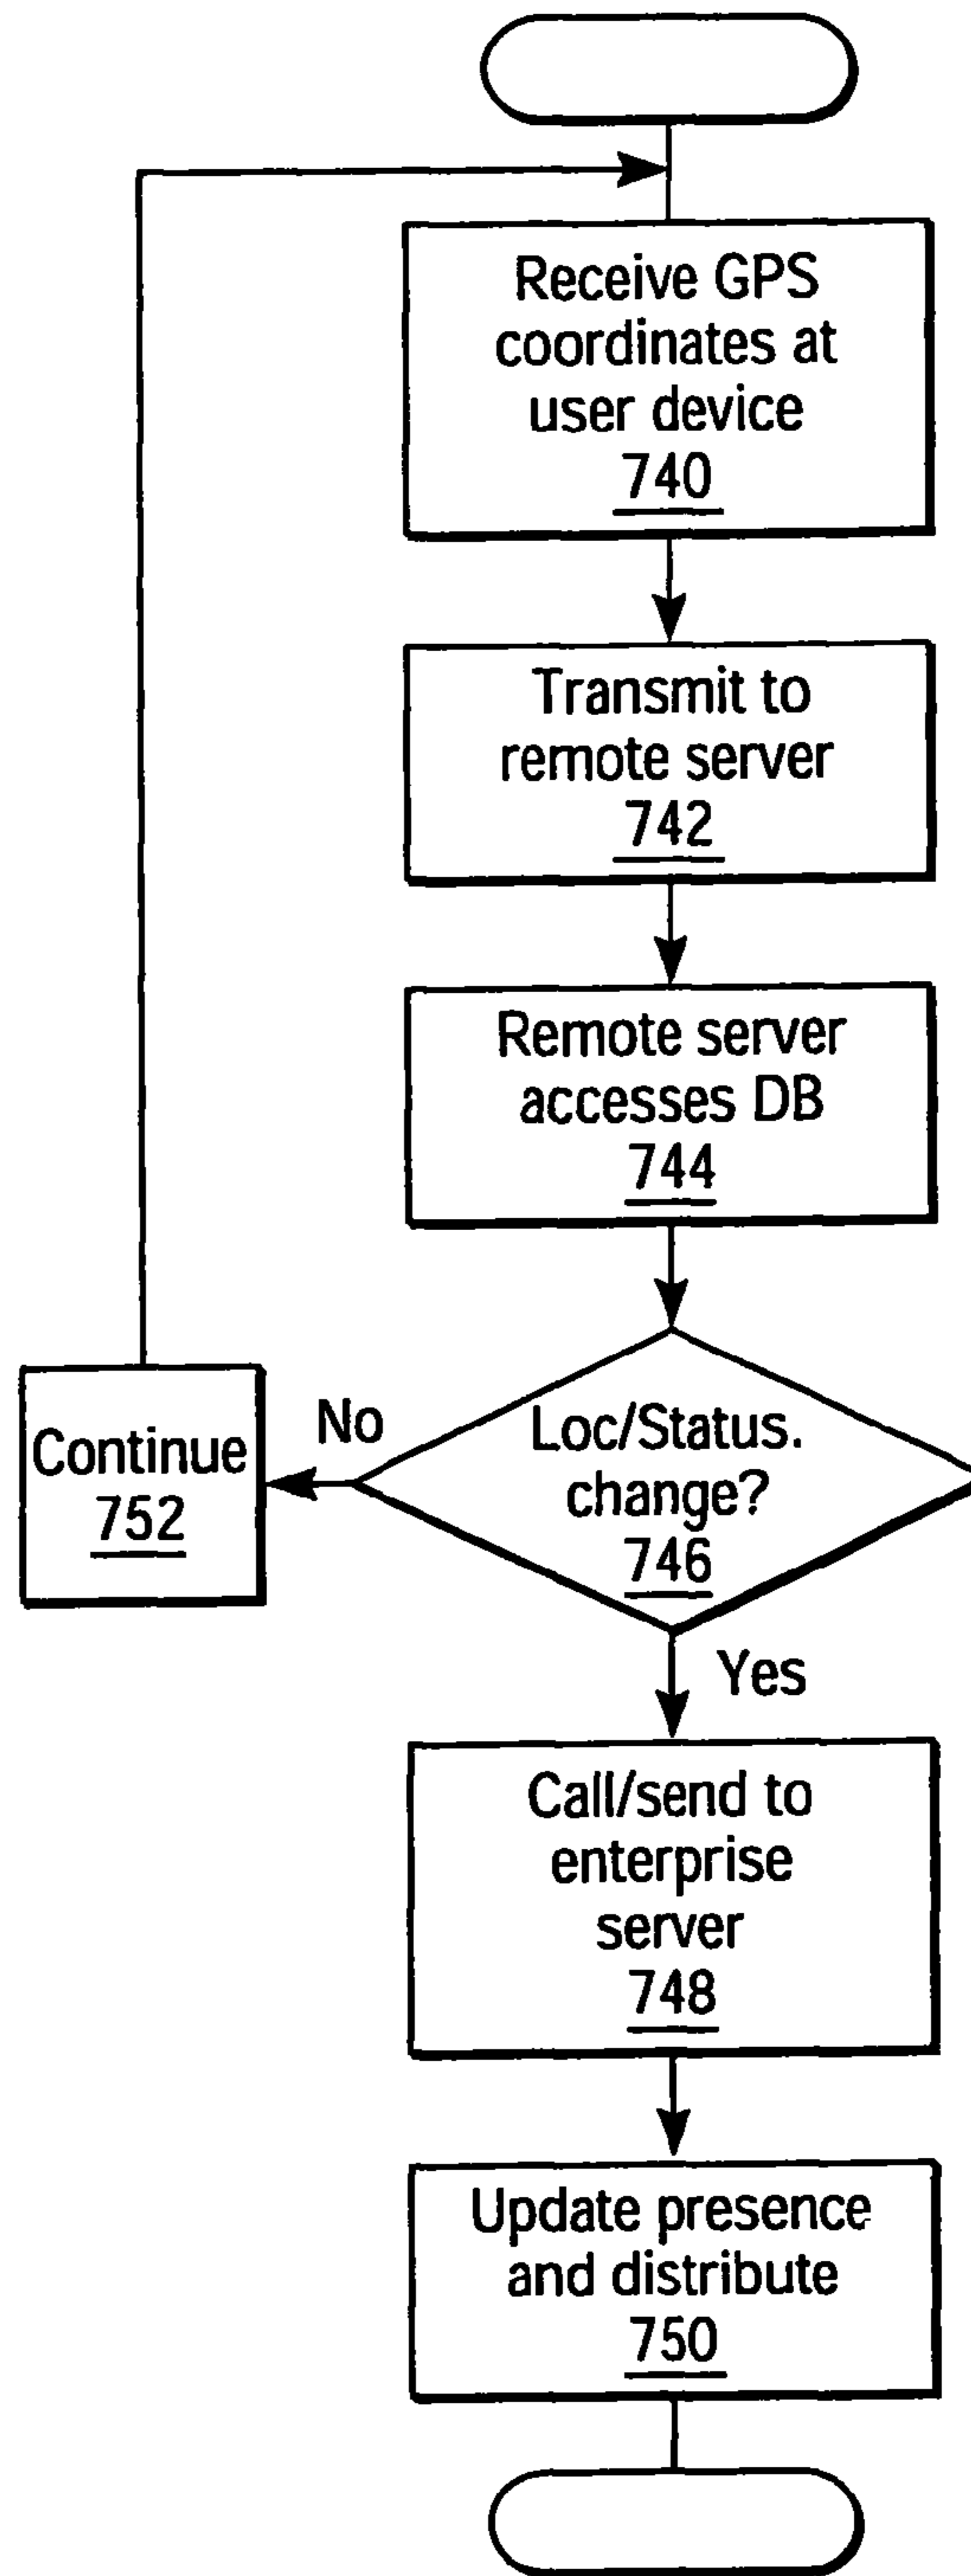 Receive GPS
coordinates at
user device
740
Transmit to
remote server
742
Remote server
accesses DB
744
Loc/Status.
change?
746
No
Continue
752
Yes
Call/send to
enterprise
server
748
Update presence
and distribute
750